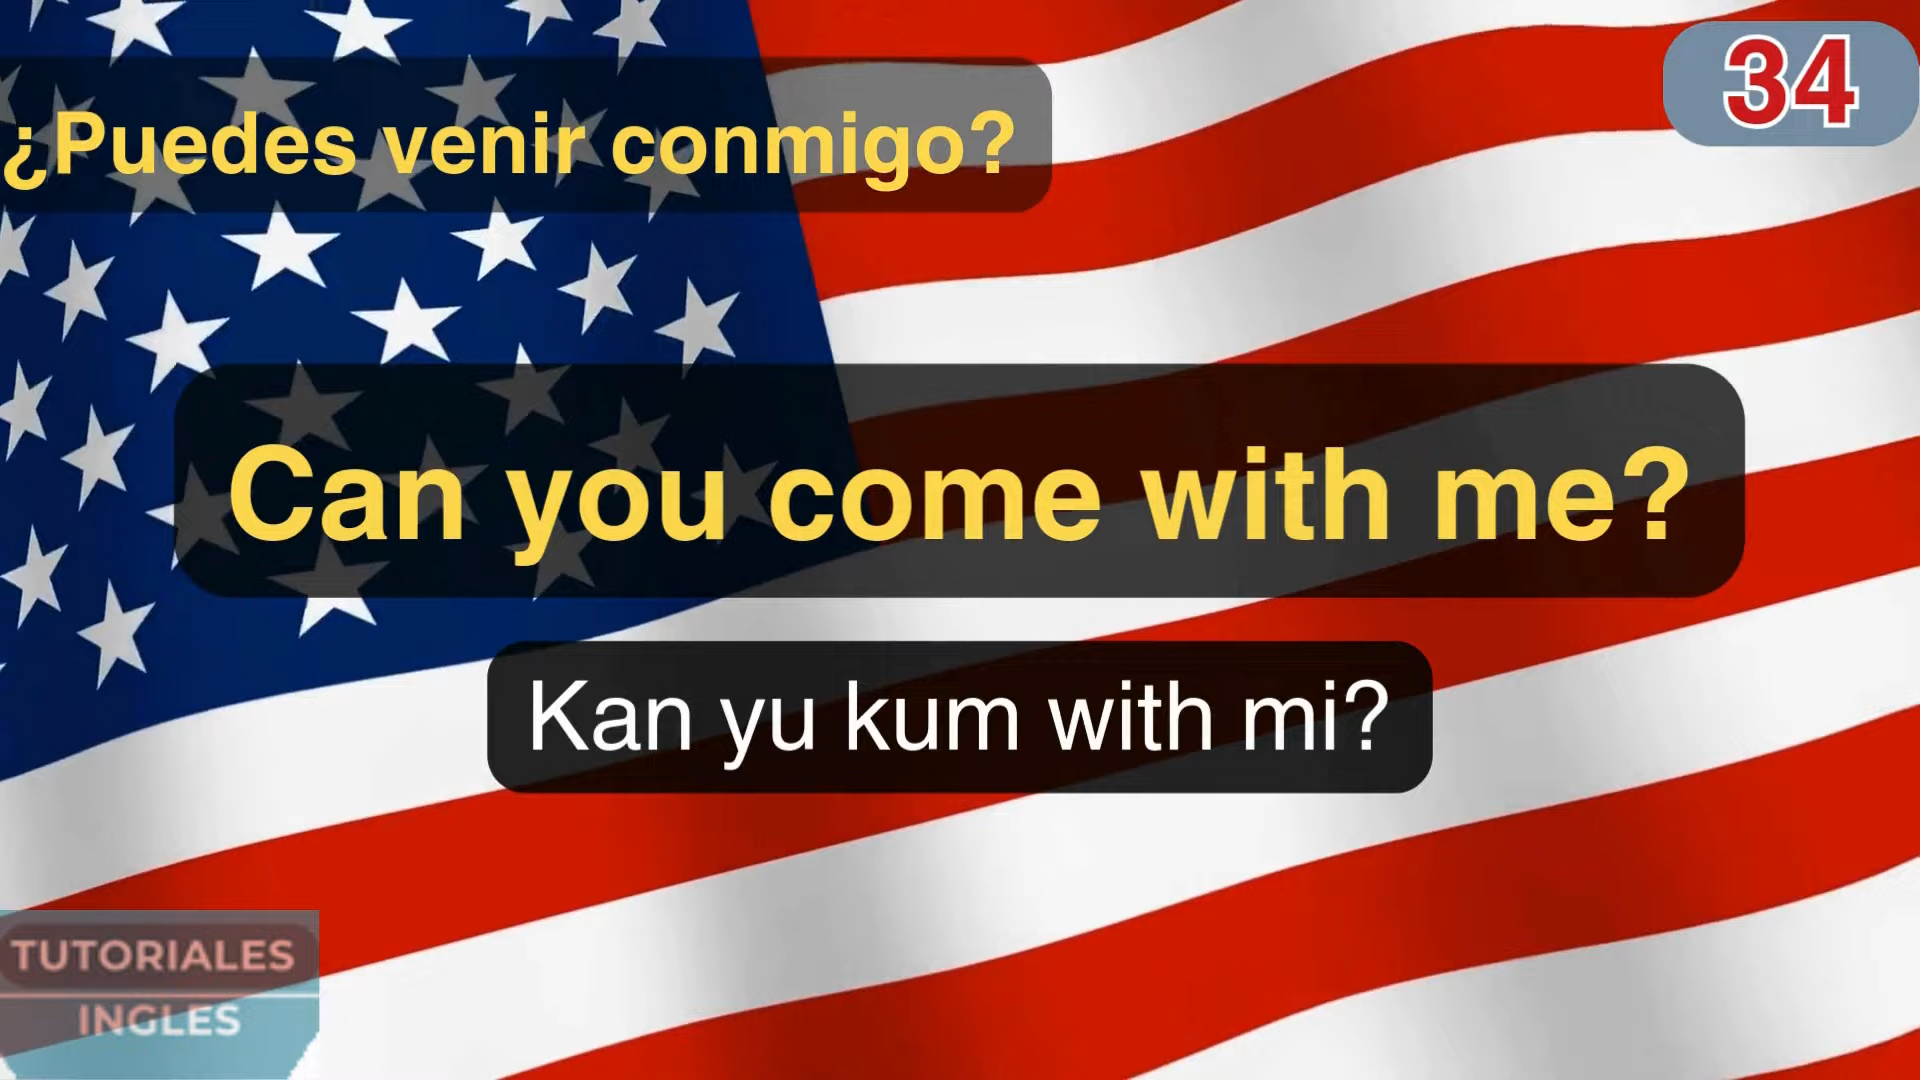 34
¿Puedes venir conmigo?
Can you come with me?
Kan yu kum with mi?
TUTORIALES
INGLES